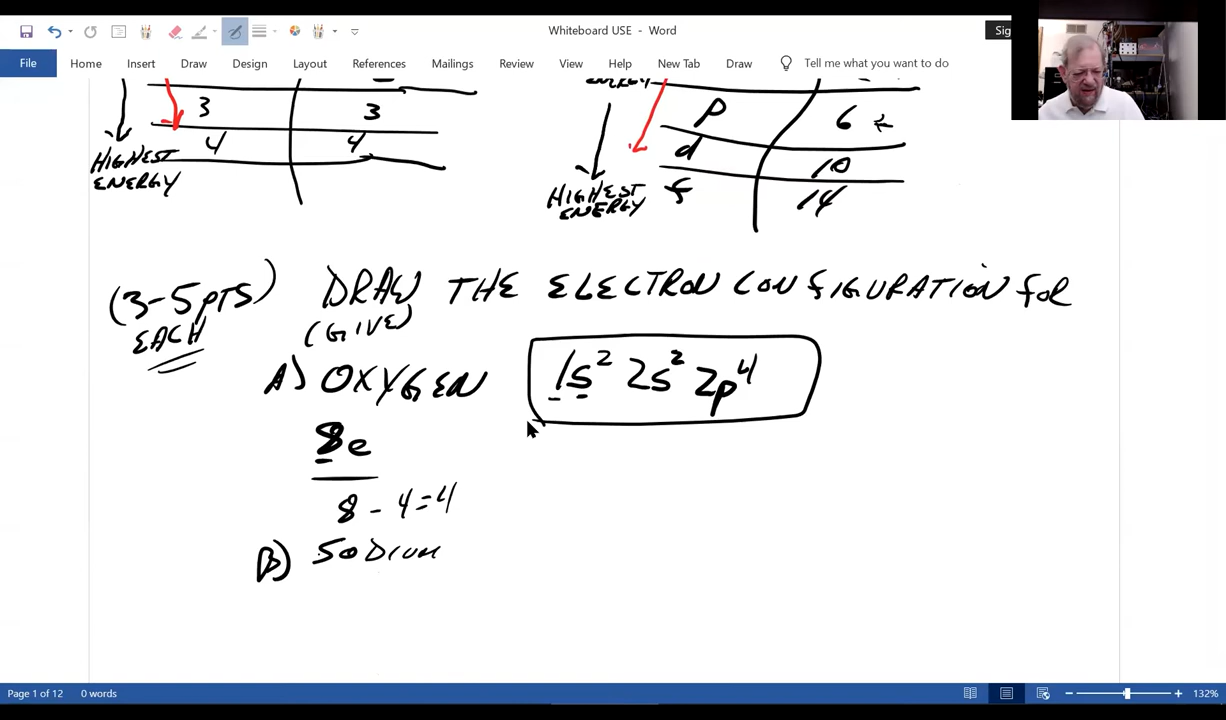 Whiteboard USE - Word
Sig
File Home Insert Draw Design Layout References Mailings Review View Help New Tab Draw Tell me what you want to do
3 3
4 4
HIGHEST
ENERGY
p 6
d 10
f 14
HIGHEST
ENERGY
(3-5pTS) DRAW THE ELECTRON CONFIGURATION FOR
EACH (GIVE)
A) OXYGEN 1s² 2s² 2p⁴
8e
8 - 4 = 4
B) SODIUM
Page 1 of 12 0 words 132%